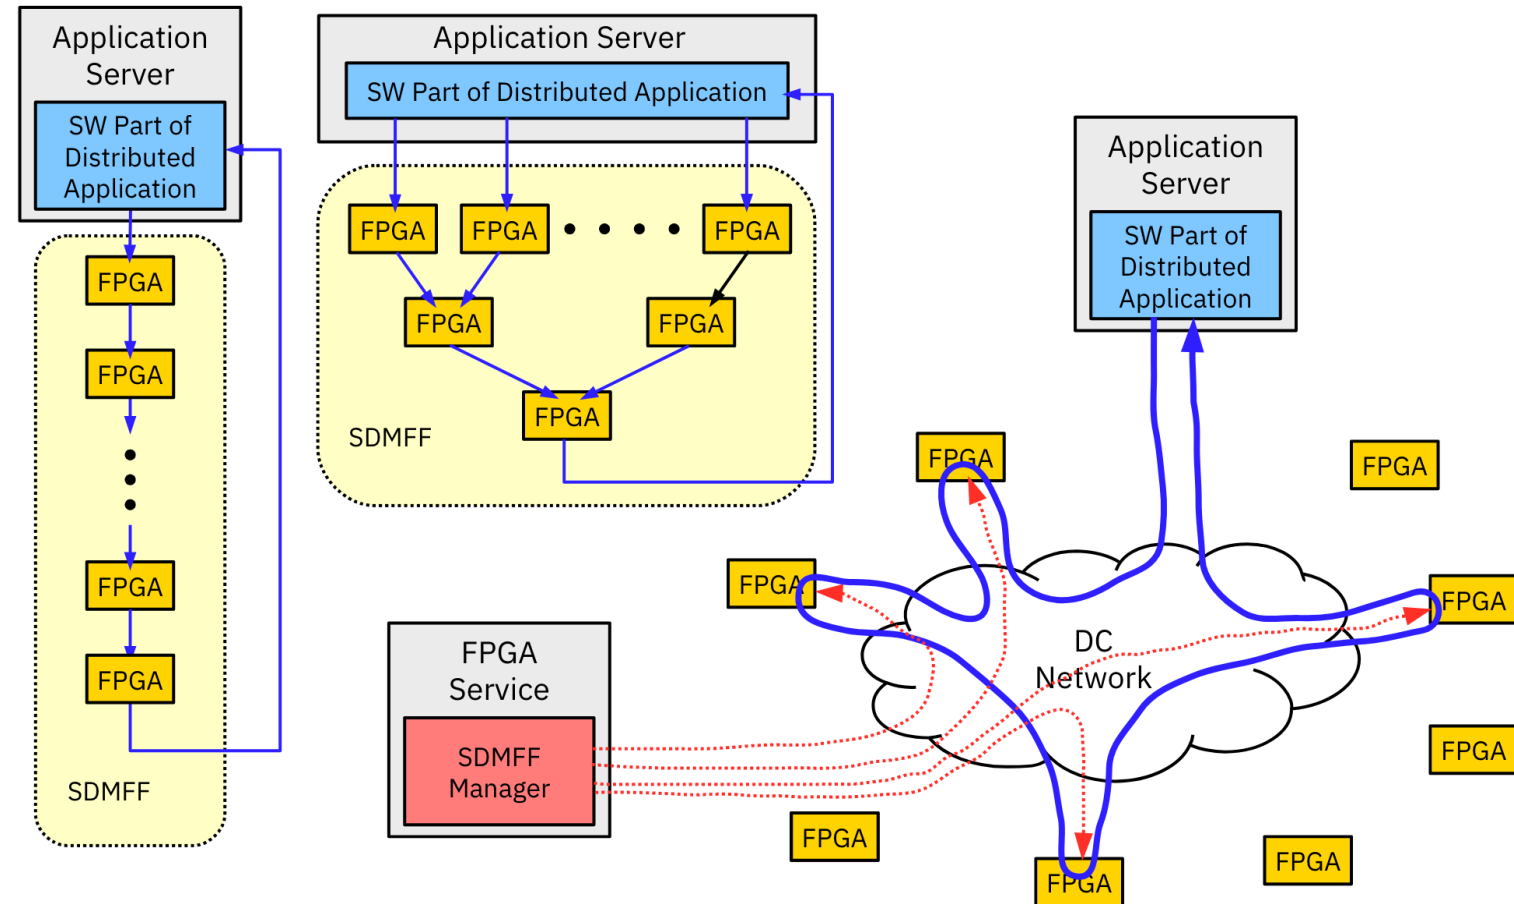 Application
Server
SW Part of
Distributed
Application
FPGA
FPGA
FPGA
FPGA
SDMFF
Application Server
SW Part of Distributed Application
FPGA
FPGA
FPGA
FPGA
FPGA
FPGA
SDMFF
Application
Server
SW Part of
Distributed
Application
FPGA
FPGA
FPGA
FPGA
DC
Network
FPGA
Service
SDMFF
Manager
FPGA
FPGA
FPGA
FPGA